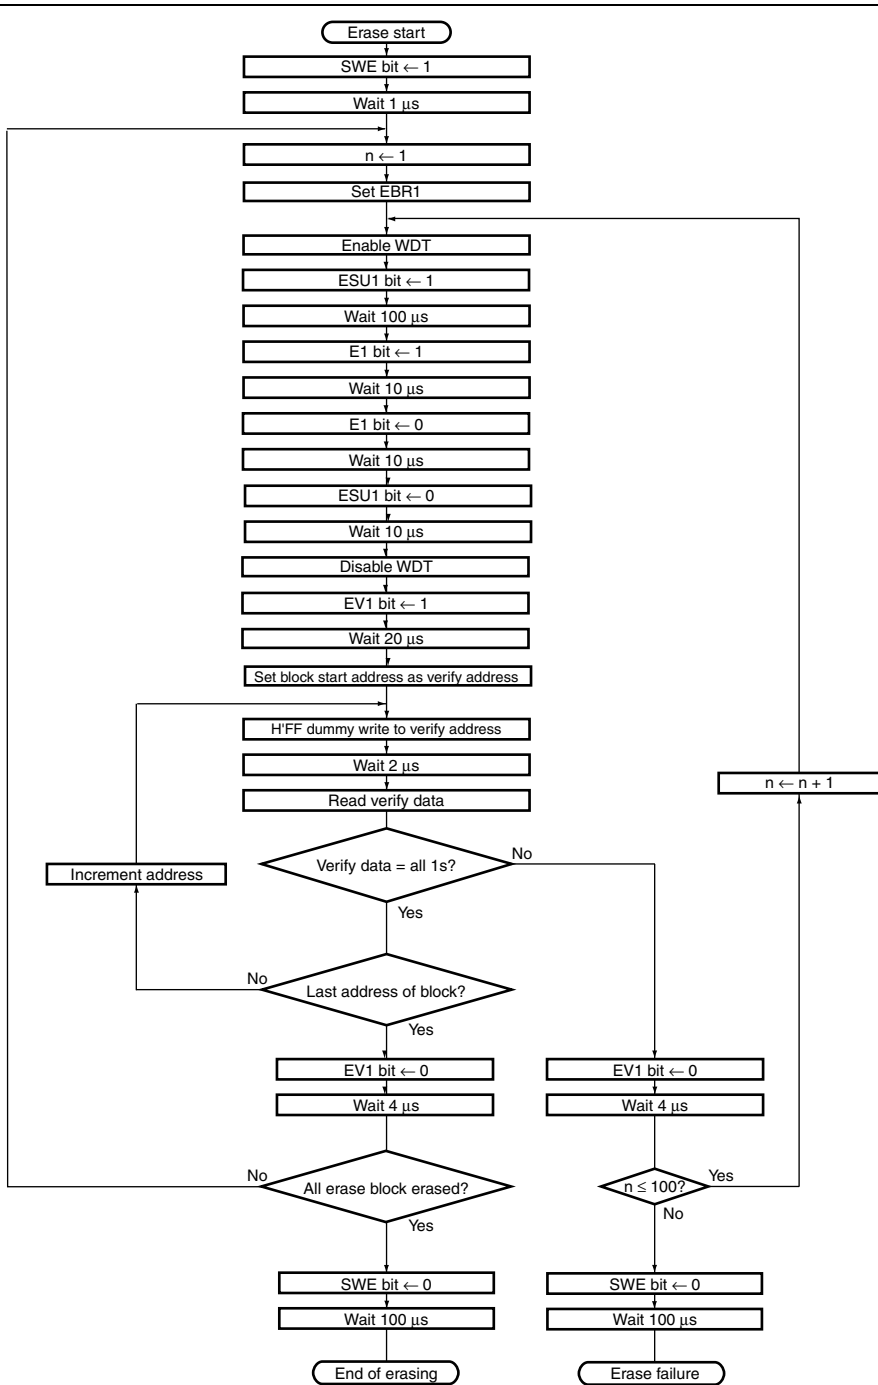 Erase start
SWE bit ← 1
Wait 1 μs
n ← 1
Set EBR1
Enable WDT
ESU1 bit ← 1
Wait 100 μs
E1 bit ← 1
Wait 10 μs
E1 bit ← 0
Wait 10 μs
ESU1 bit ← 0
Wait 10 μs
Disable WDT
EV1 bit ← 1
Wait 20 μs
Set block start address as verify address
H'FF dummy write to verify address
Wait 2 μs
n ← n + 1
Read verify data
No
Verify data = all 1s?
Increment address
Yes
No
Last address of block?
Yes
EV1 bit ← 0
EV1 bit ← 0
Wait 4 μs
Wait 4 μs
No
Yes
All erase block erased?
n ≤ 100?
No
Yes
SWE bit ← 0
SWE bit ← 0
Wait 100 μs
Wait 100 μs
End of erasing
Erase failure